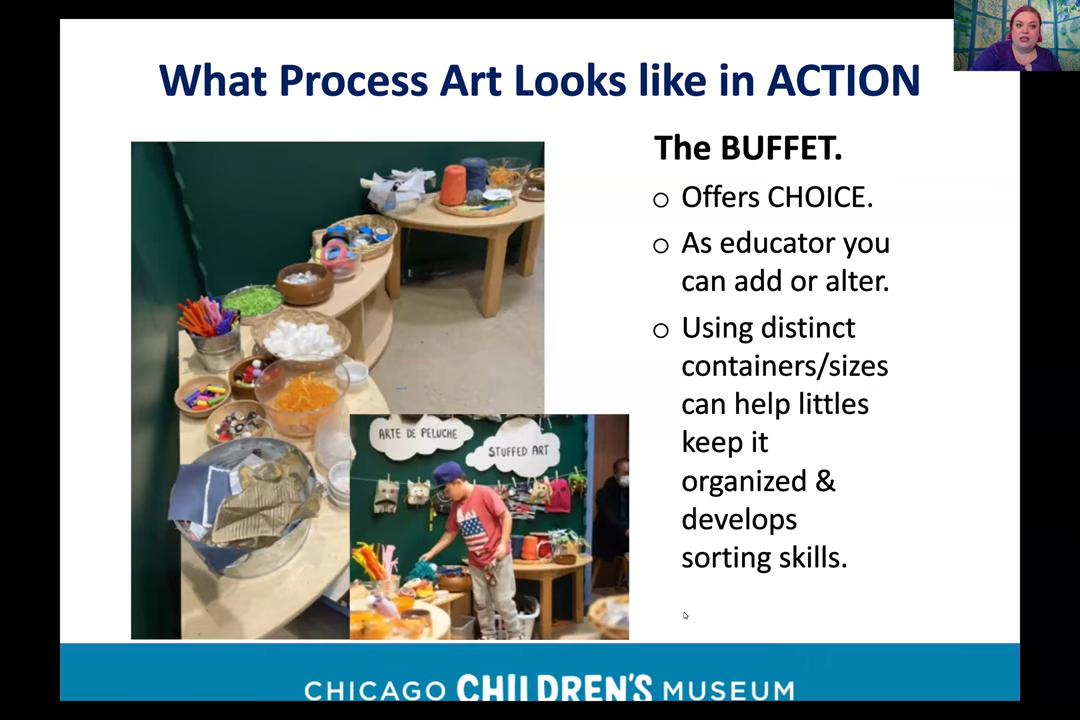 What Process Art Looks like in ACTION
The BUFFET.
o Offers CHOICE.
o As educator you
can add or alter.
o Using distinct
containers/sizes
can help littles
keep it
organized &
develops
sorting skills.
ARTE DE PELUCHE
STUFFED ART
CHICAGO CHILDREN'S MUSEUM